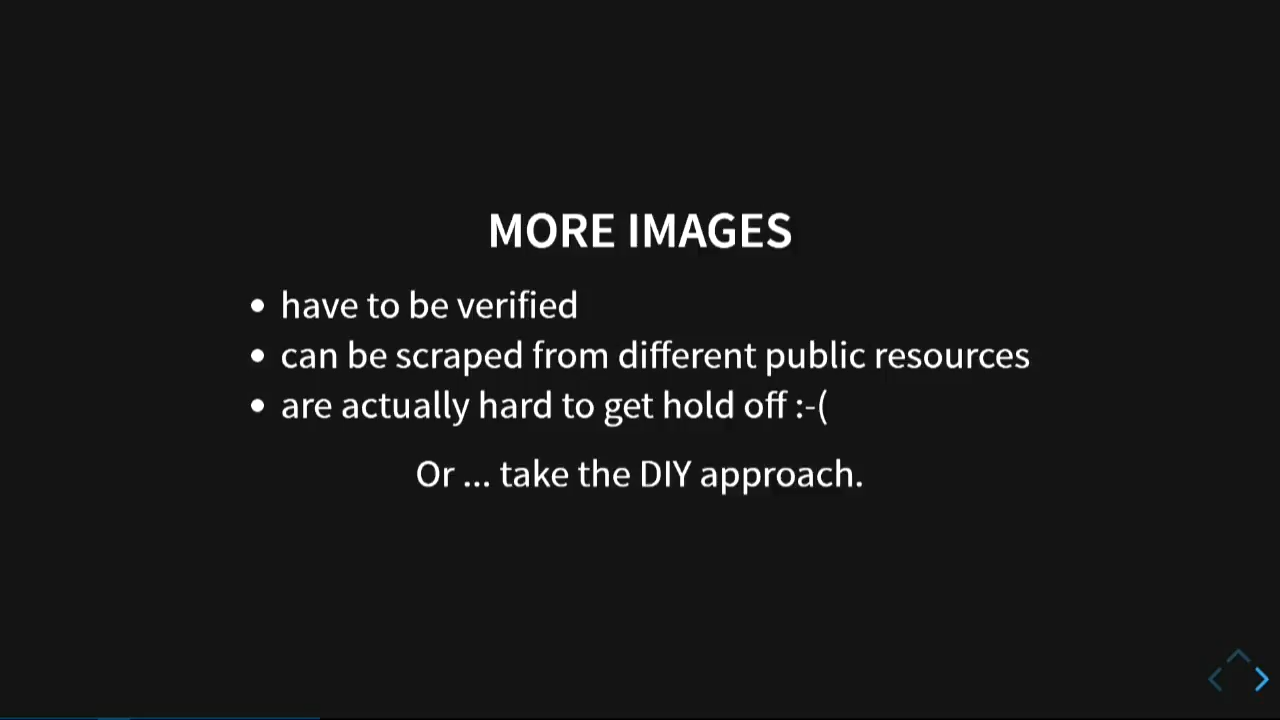 MORE IMAGES
have to be verified
can be scraped from different public resources
are actually hard to get hold off :-(
Or ... take the DIY approach.